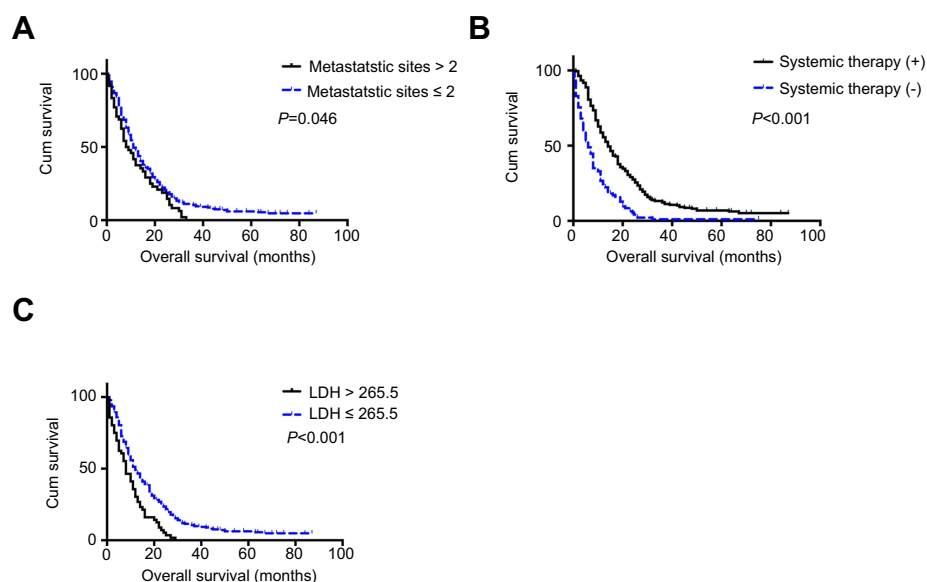 A
Cum survival
100
50
0
0 20 40 60 80 100
Overall survival (months)
Metastatstic sites > 2
Metastatstic sites ≤ 2
P=0.046
B
Cum survival
100
50
0
0 20 40 60 80 100
Overall survival (months)
Systemic therapy (+)
Systemic therapy (-)
P<0.001
C
Cum survival
100
50
0
0 20 40 60 80 100
Overall survival (months)
LDH > 265.5
LDH ≤ 265.5
P<0.001